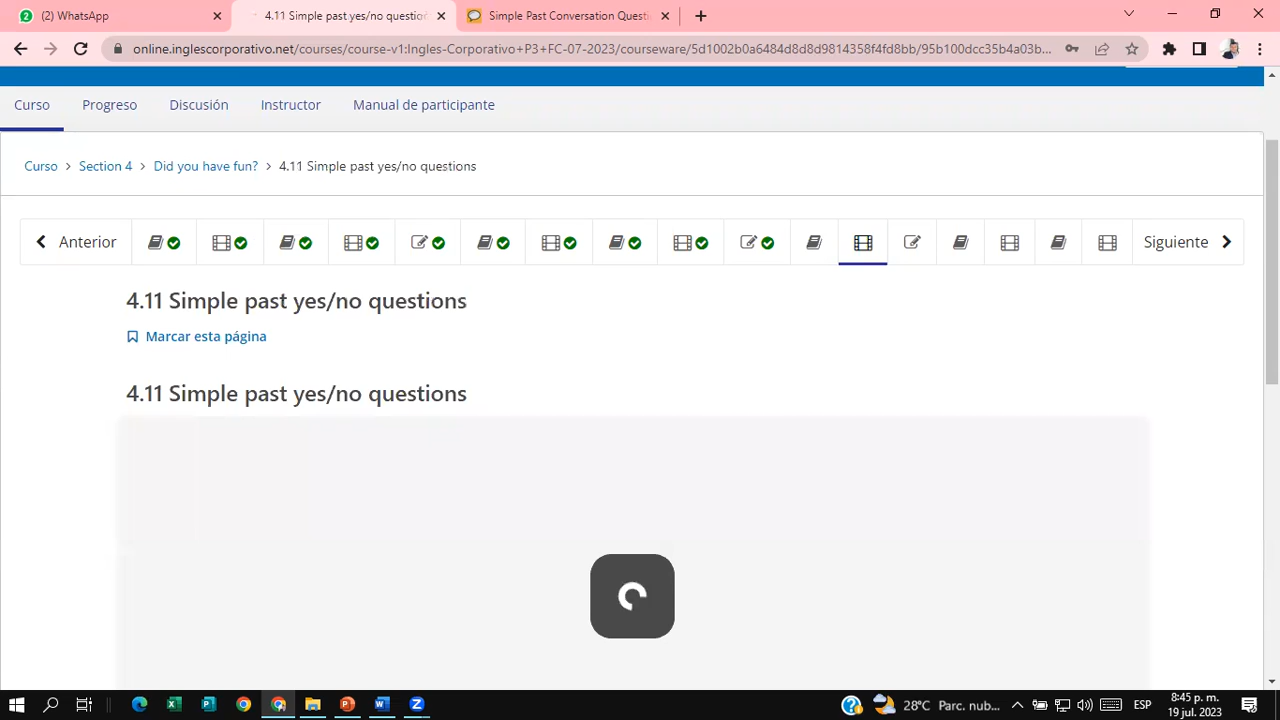 (2) WhatsApp
4.11 Simple past yes/no questio
Simple Past Conversation Questi
online.inglescorporativo.net/courses/course-v1:Ingles-Corporativo+P3+FC-07-2023/courseware/5d1002b0a6484d8d809814358f4fd8bb/95b100dcc35b4a03b...
Curso Progreso Discusión Instructor Manual de participante
Curso > Section 4 > Did you have fun? > 4.11 Simple past yes/no questions
Anterior Siguiente
4.11 Simple past yes/no questions
Marcar esta página
4.11 Simple past yes/no questions
28°C Parc. nub... ESP 8:45 p. m.
19 jul. 2023